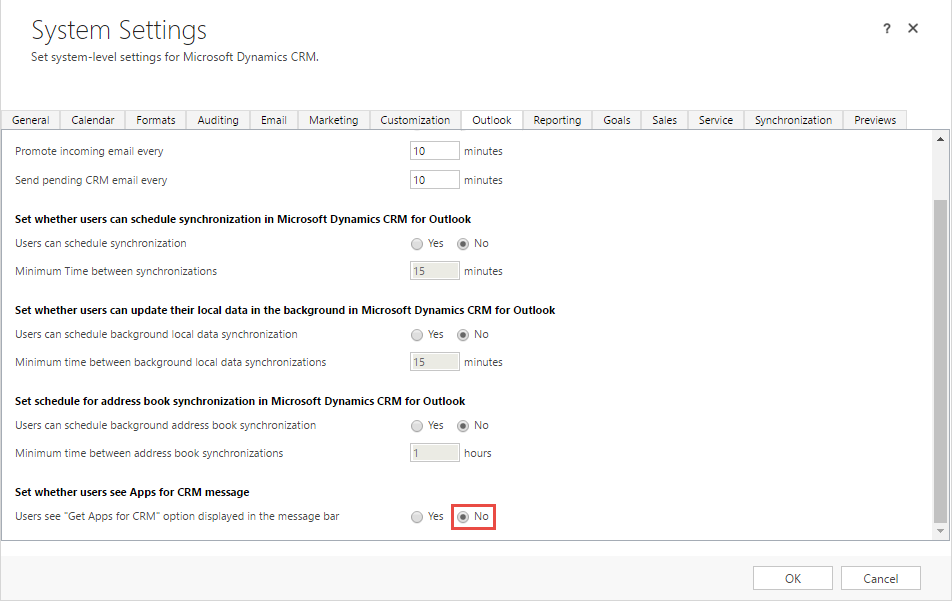 System Settings
? ×
Set system-level settings for Microsoft Dynamics CRM.
General Calendar Formats Auditing Email Marketing Customization Outlook Reporting Goals Sales Service Synchronization Previews
Promote incoming email every 10 minutes
Send pending CRM email every 10 minutes
Set whether users can schedule synchronization in Microsoft Dynamics CRM for Outlook
Users can schedule synchronization Yes No
Minimum Time between synchronizations 15 minutes
Set whether users can update their local data in the background in Microsoft Dynamics CRM for Outlook
Users can schedule background local data synchronization Yes No
Minimum time between background local data synchronizations 15 minutes
Set schedule for address book synchronization in Microsoft Dynamics CRM for Outlook
Users can schedule background address book synchronization Yes No
Minimum time between address book synchronizations 1 hours
Set whether users see Apps for CRM message
Users see "Get Apps for CRM" option displayed in the message bar Yes No
OK Cancel